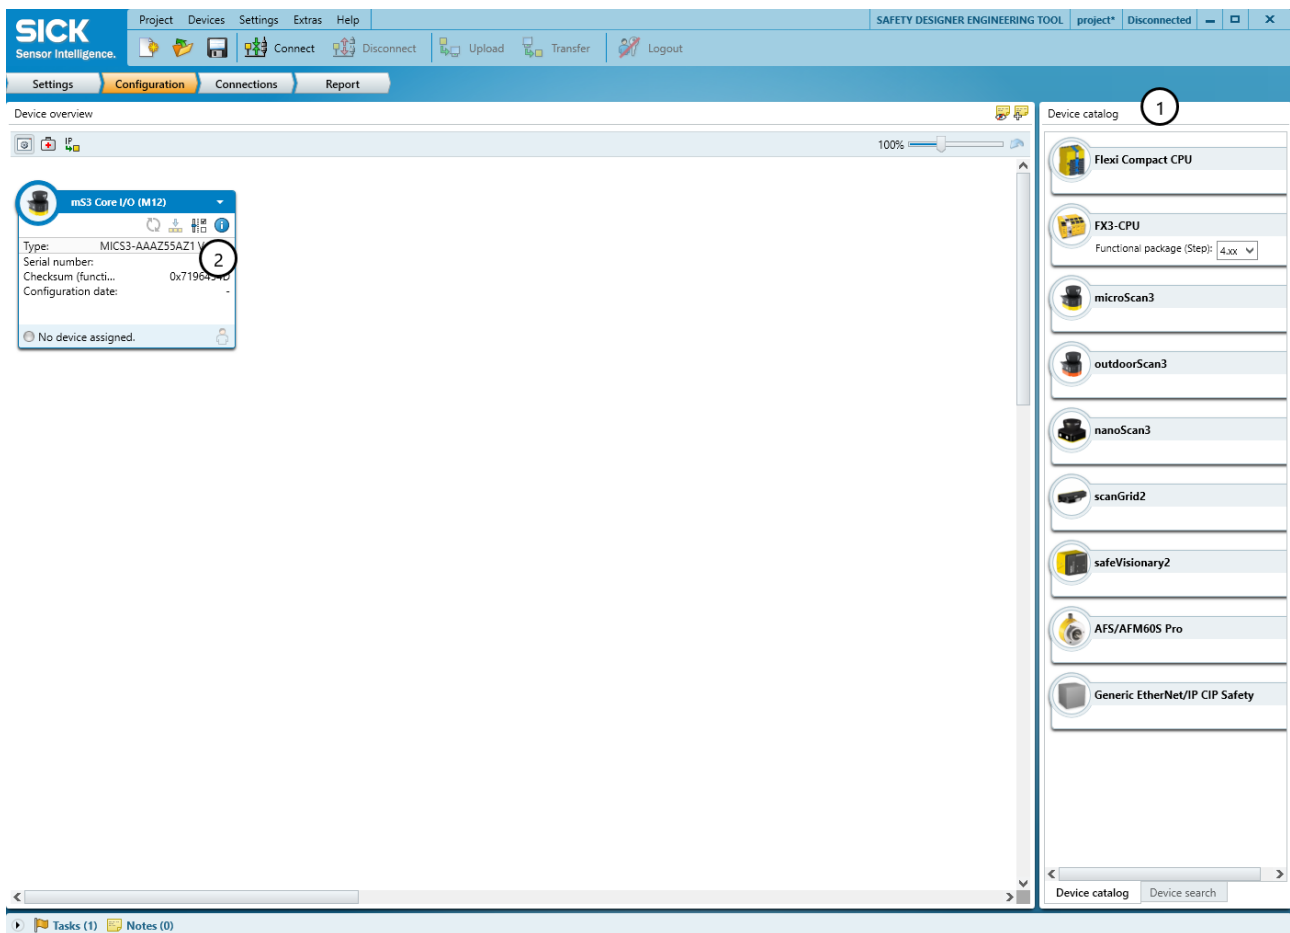 SICK
Sensor Intelligence.
Project Devices Settings Extras Help
SAFETY DESIGNER ENGINEERING TOOL project* Disconnected
Connect Disconnect Upload Transfer Logout
Settings Configuration Connections Report
Device overview
Device catalog
1
IP
100%
Flexi Compact CPU
mS3 Core I/O (M12)
FX3-CPU
Functional package (Step): 4.xx
Type: MICS3-AAAZ55AZ1
2
Serial number:
Checksum (functi...
Configuration date: -
No device assigned.
microScan3
outdoorScan3
nanoScan3
scanGrid2
safeVisionary2
AFS/AFM60S Pro
Generic EtherNet/IP CIP Safety
Device catalog Device search
Tasks (1) Notes (0)